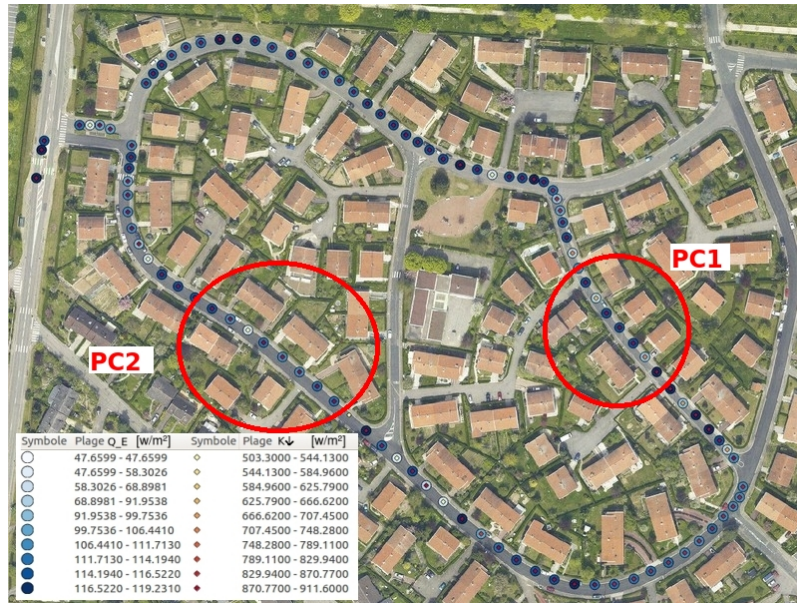 PC1
PC2
Symbole Plage Q_E [w/m²] Symbole Plage K↓ [w/m²]
47.6599 - 47.6599 503.3000 - 544.1300
47.6599 - 58.3026 544.1300 - 584.9600
58.3026 - 68.8981 584.9600 - 625.7900
68.8981 - 91.9538 625.7900 - 666.6200
91.9538 - 99.7536 666.6200 - 707.4500
99.7536 - 106.4410 707.4500 - 748.2800
106.4410 - 111.7130 748.2800 - 789.1100
111.7130 - 114.1940 789.1100 - 829.9400
114.1940 - 116.5220 829.9400 - 870.7700
116.5220 - 119.2310 870.7700 - 911.6000